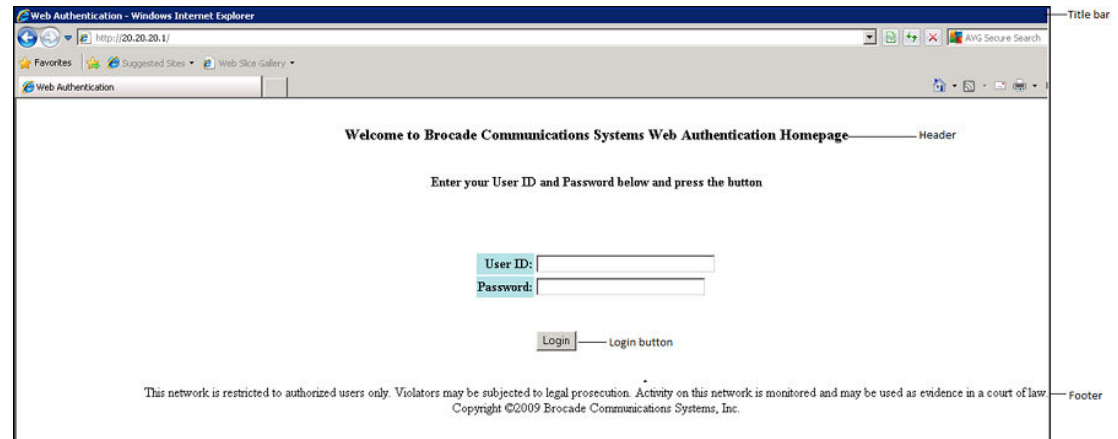 Web Authentication - Windows Internet Explorer
Title bar
http://20.20.20.1/
AVG Secure Search
Favorites Suggested Sites Web Slice Gallery
Web Authentication
Welcome to Brocade Communications Systems Web Authentication Homepage
Header
Enter your User ID and Password below and press the button
User ID:
Password:
Login
Login button
This network is restricted to authorized users only. Violators may be subjected to legal prosecution. Activity on this network is monitored and may be used as evidence in a court of law.
Footer
Copyright ©2009 Brocade Communications Systems, Inc.